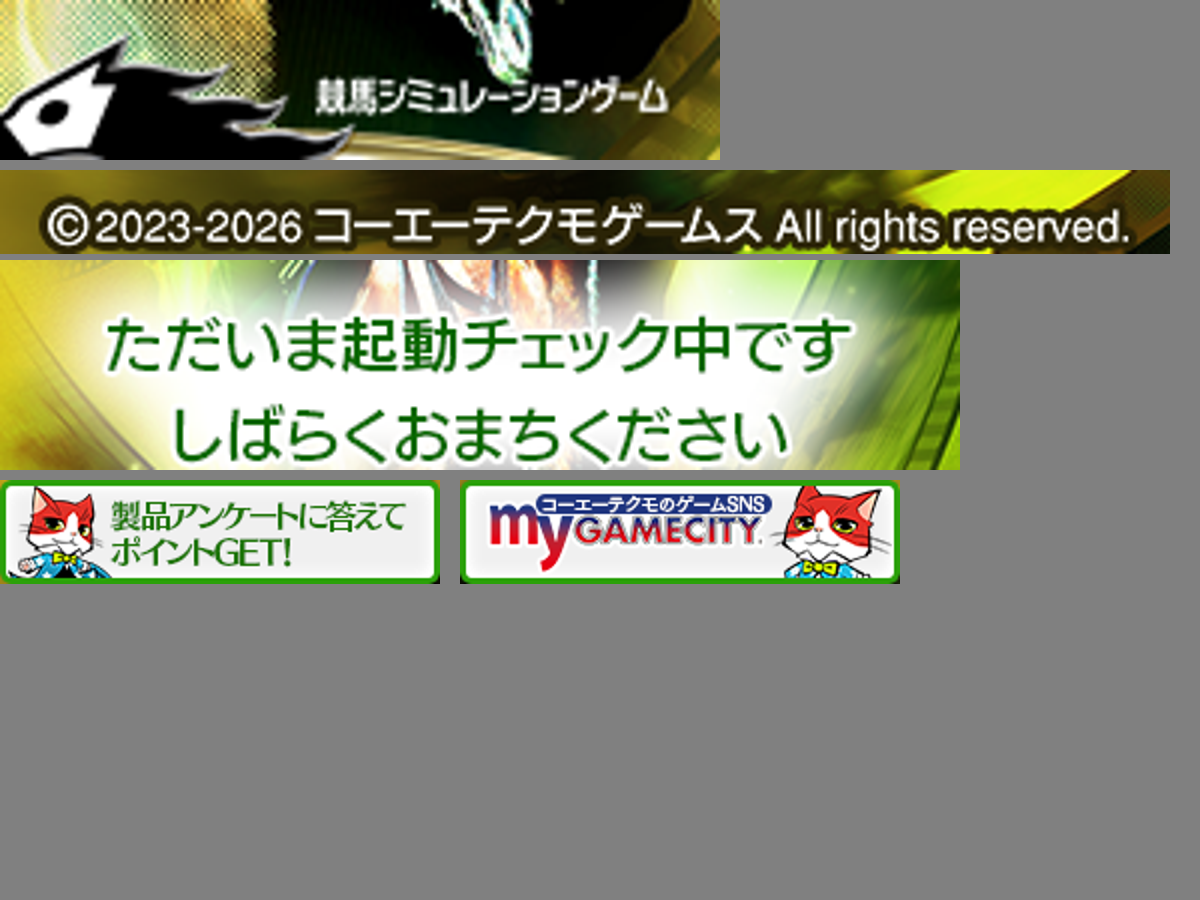 競馬シミュレーションゲーム
©2023-2026 コーエーテクモゲームス All rights reserved.
ただいま起動チェック中です
しばらくおまちください
製品アンケートに答えて
ポイントGET!
コーエーテクモのゲームSNS
my GAMECITY